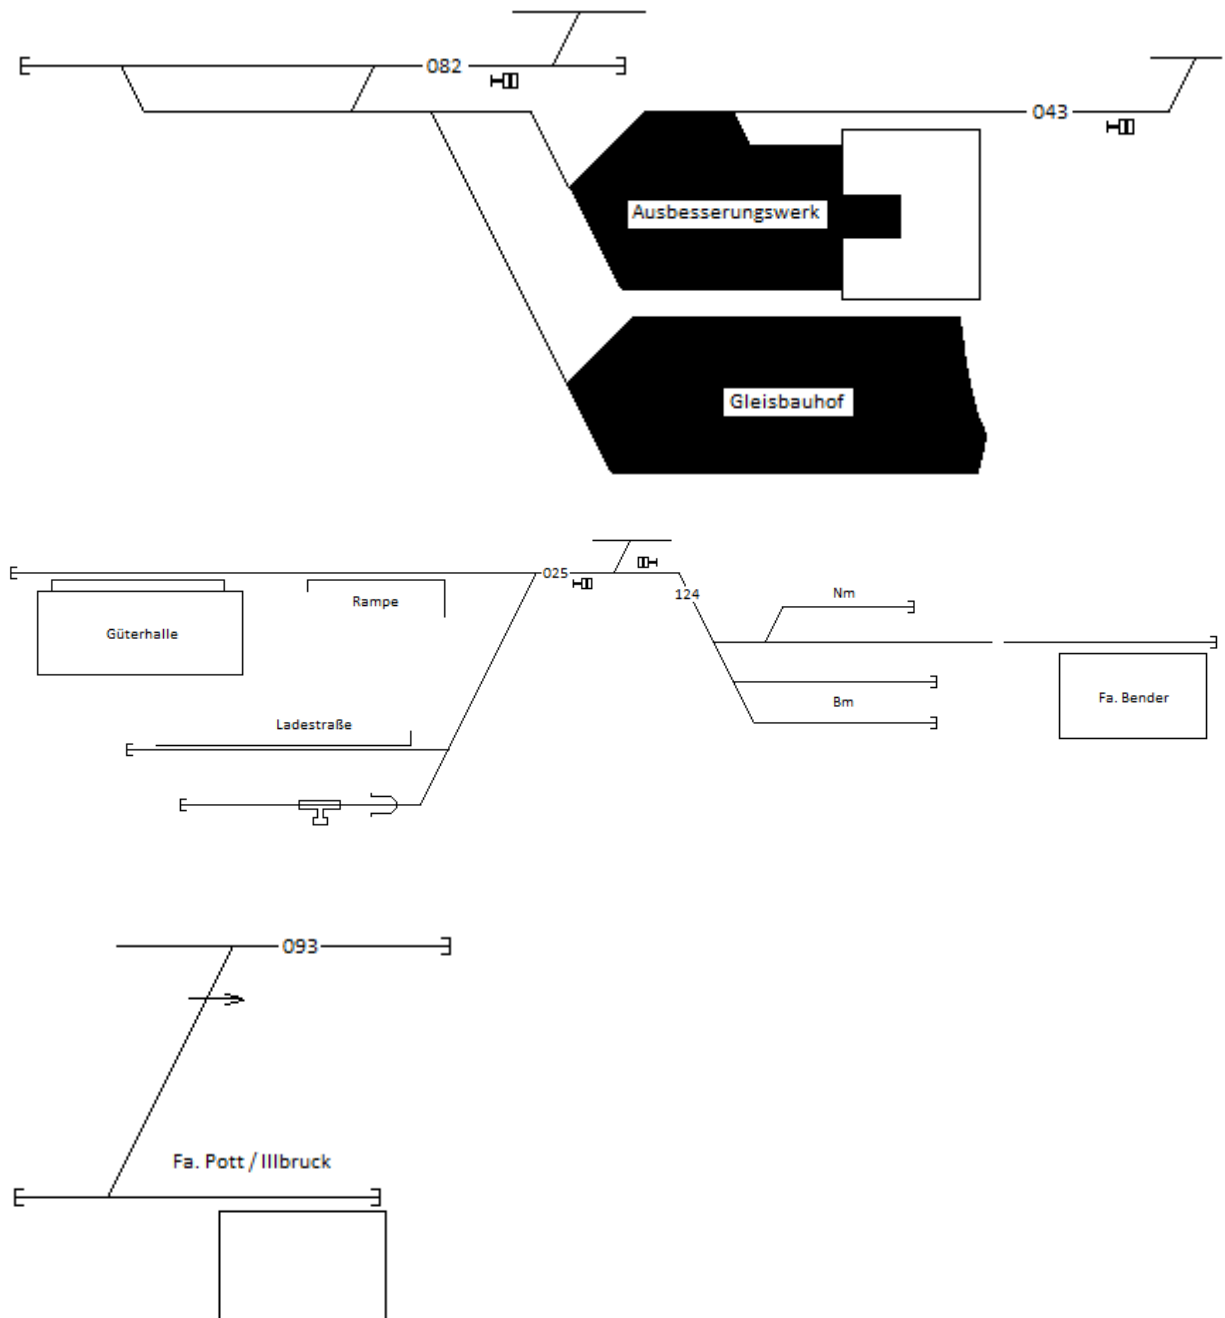 082
043
Ausbesserungswerk
Gleisbauhof
025
124
Nm
Rampe
Güterhalle
Fa. Bender
Bm
Ladestraße
093
Fa. Pott / Illbruck